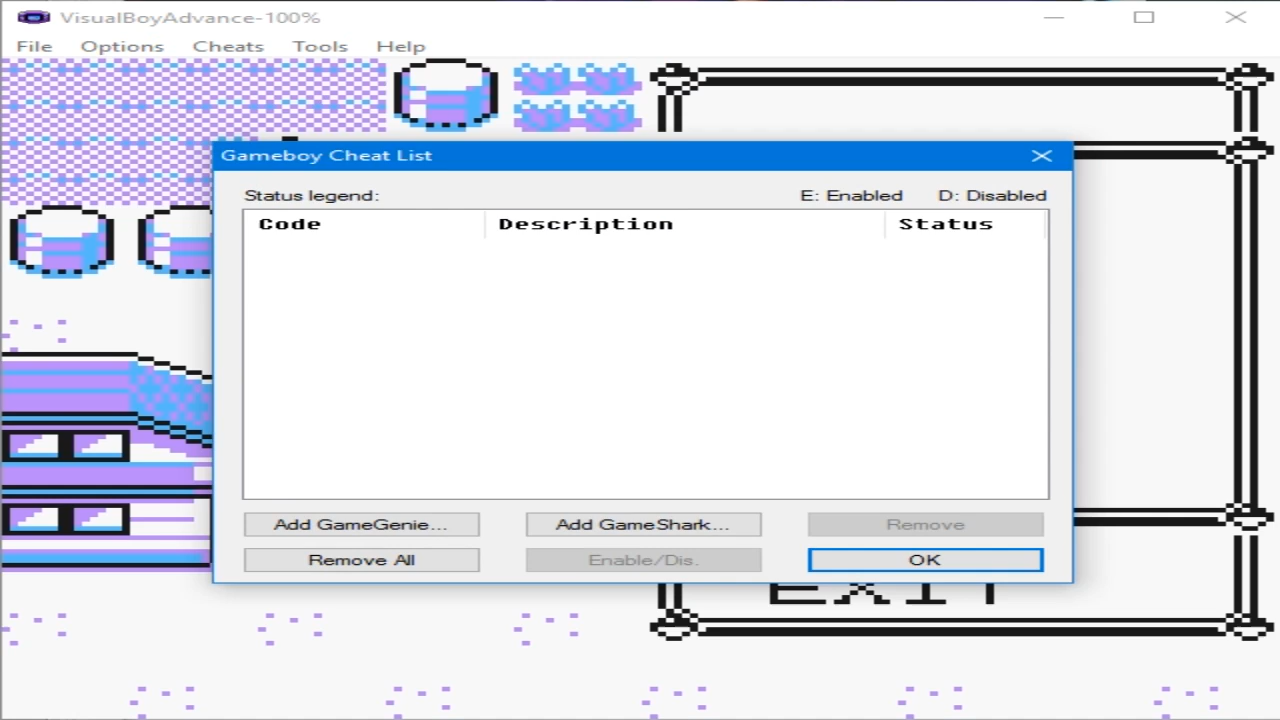 VisualBoyAdvance-100%
File Options Cheats Tools Help
Gameboy Cheat List
Status legend: E: Enabled D: Disabled
Code Description Status
Add GameGenie... Add GameShark... Remove
Remove All Enable/Dis. OK
EXIT